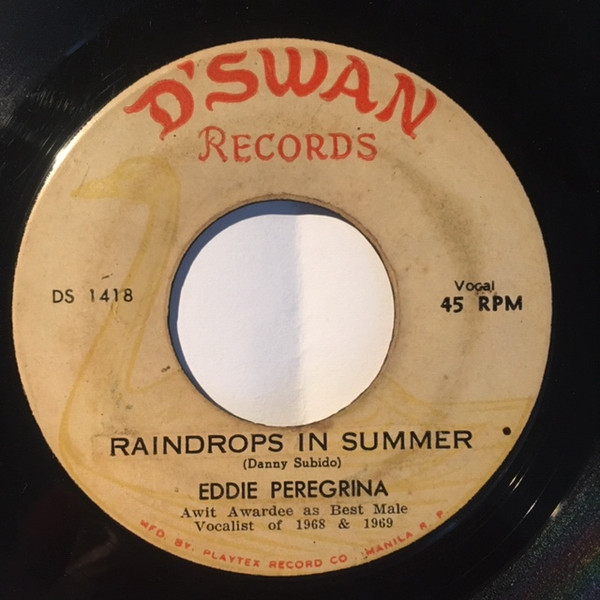 D'SWAN
RECORDS
DS 1418
Vocal
45 RPM
RAINDROPS IN SUMMER
(Danny Subido)
EDDIE PEREGRINA
Awit Awardee as Best Male
Vocalist of 1968 & 1969
MFD. BY: PLAYTEX RECORD CO. MANILA R. P.